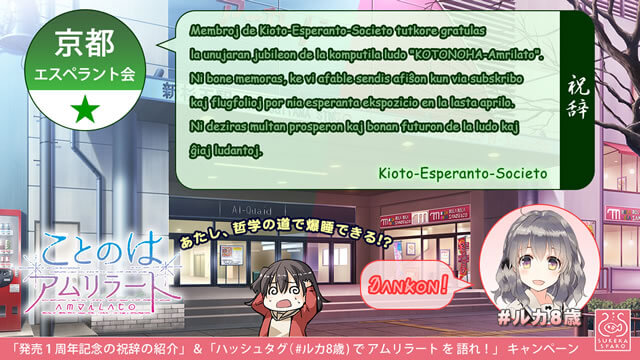 京都
エスペラント会
Membroj de Kioto-Esperanto-Societo tutkore gratulas
la unujaran jubileon de la komputila ludo "KOTONOHA-Amrilato".
Ni bone memoras, ke vi afable sendis afiŝon kun via subskribo
kaj flugfolioj por nia esperanta ekspozicio en la lasta aprilo.
Ni deziras multan prosperon kaj bonan futuron de la ludo kaj
ĝiaj ludantoj.
Kioto-Esperanto-Societo
祝辞
Al-Quaid
あたし、哲学の道で爆睡できる!?
ことのは
アムリラート
AMRILATO
Dankon!
#ルカ8歳
SUKERA
SPARO
「発売1周年記念の祝辞の紹介」&「ハッシュタグ(#ルカ8歳)でアムリラートを語れ!」キャンペーン